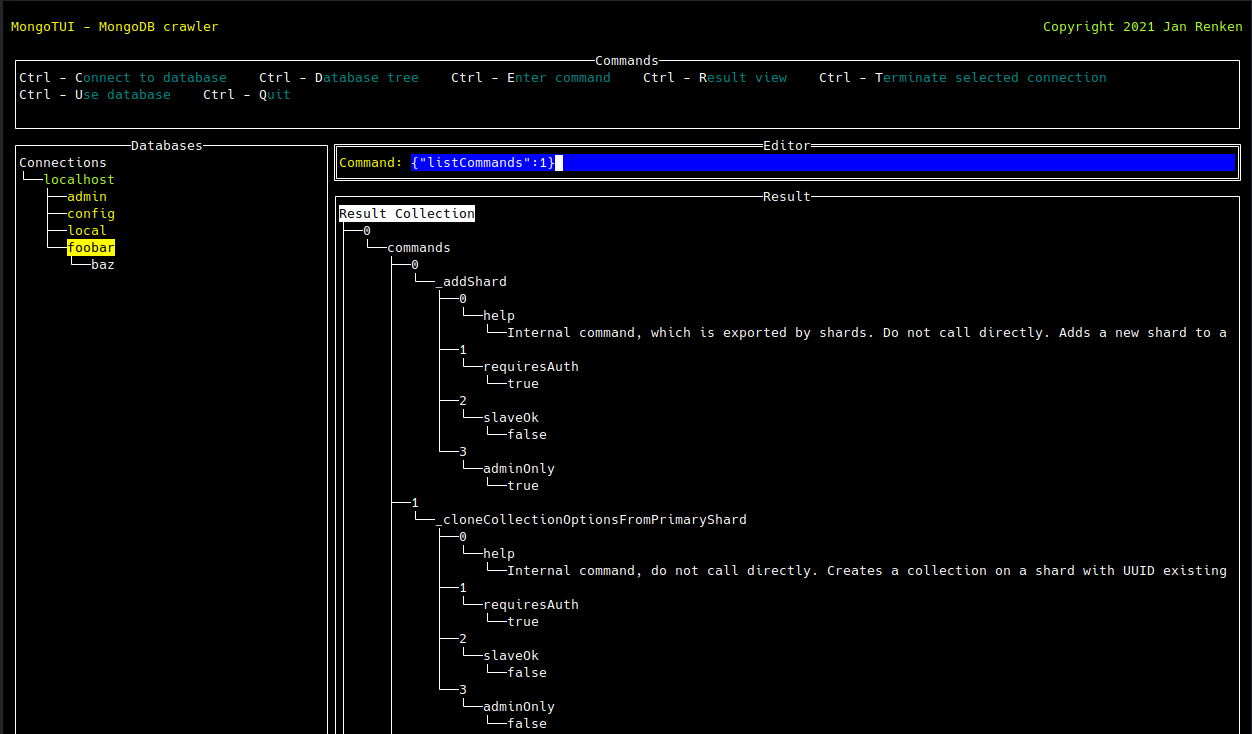 MongoTUI - MongoDB crawler Copyright 2021 Jan Renken
Commands
Ctrl - Connect to database Ctrl - Database tree Ctrl - Enter command Ctrl - Result view Ctrl - Terminate selected connection
Ctrl - Use database Ctrl - Quit
Databases
Connections
localhost
admin
config
local
foobar
baz
Editor
Command: {"listCommands":1}
Result
Result Collection
0
commands
0
_addShard
0
help
Internal command, which is exported by shards. Do not call directly. Adds a new shard to a
1
requiresAuth
true
2
slaveOk
false
3
adminOnly
true
1
_cloneCollectionOptionsFromPrimaryShard
0
help
Internal command, do not call directly. Creates a collection on a shard with UUID existing
1
requiresAuth
true
2
slaveOk
false
3
adminOnly
false